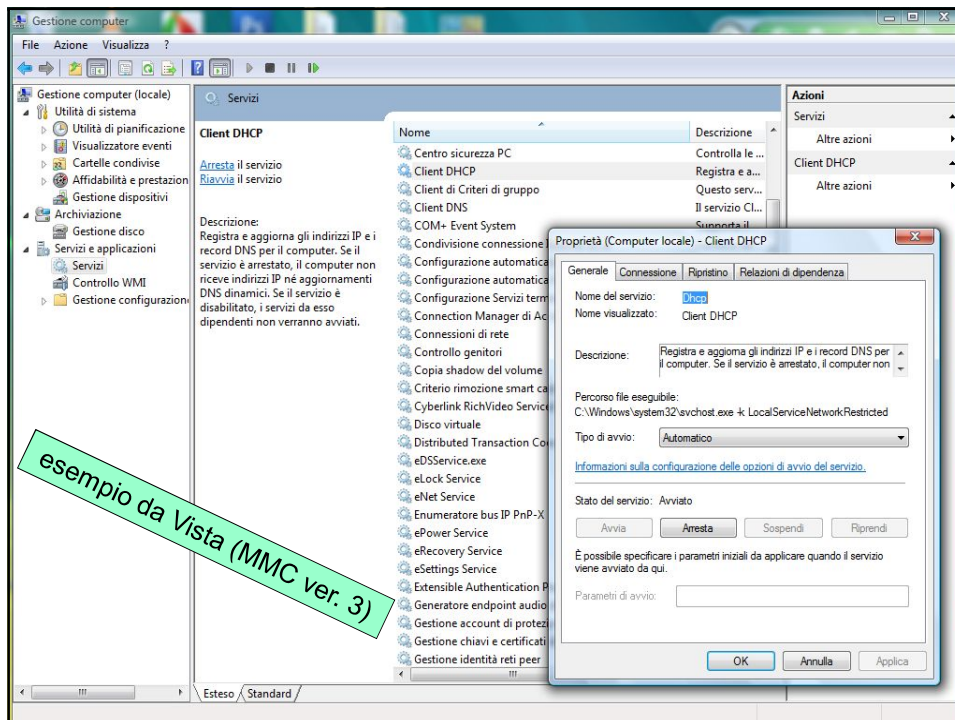 Gestione computer
File Azione Visualizza ?
Gestione computer (locale)
Utilità di sistema
Utilità di pianificazione
Visualizzatore eventi
Cartelle condivise
Affidabilità e prestazion
Gestione dispositivi
Archiviazione
Gestione disco
Servizi e applicazioni
Servizi
Controllo WMI
Gestione configurazion
Servizi
Client DHCP
Arresta il servizio
Riavvia il servizio
Descrizione:
Registra e aggiorna gli indirizzi IP e i
record DNS per il computer. Se il
servizio è arrestato, il computer non
riceve indirizzi IP né aggiornamenti
DNS dinamici. Se il servizio è
disabilitato, i servizi da esso
dipendenti non verranno avviati.
Nome Descrizione
Centro sicurezza PC Controlla le ...
Client DHCP Registra e a...
Client di Criteri di gruppo Questo serv...
Client DNS Il servizio Cl...
COM+ Event System Supporta il
Condivisione connessione
Configurazione automatica
Configurazione automatica
Configurazione Servizi term
Connection Manager di Ac
Connessioni di rete
Controllo genitori
Copia shadow del volume
Criterio rimozione smart ca
Cyberlink RichVideo Service
Disco virtuale
Distributed Transaction Co
eDSService.exe
eLock Service
eNet Service
Enumeratore bus IP PnP-X
ePower Service
eRecovery Service
eSettings Service
Extensible Authentication P
Generatore endpoint audio
Gestione account di protezi
Gestione chiavi e certificati
Gestione identità reti peer
Esteso Standard
Azioni
Servizi
Altre azioni
Client DHCP
Altre azioni
Proprietà (Computer locale) - Client DHCP
Generale Connessione Ripristino Relazioni di dipendenza
Nome del servizio: Dhcp
Nome visualizzato: Client DHCP
Descrizione: Registra e aggiorna gli indirizzi IP e i record DNS per
il computer. Se il servizio è arrestato, il computer non
Percorso file eseguibile:
C:\Windows\system32\svchost.exe -k LocalServiceNetworkRestricted
Tipo di avvio: Automatico
Informazioni sulla configurazione delle opzioni di avvio del servizio.
Stato del servizio: Avviato
Avvia Arresta Sospendi Riprendi
È possibile specificare i parametri iniziali da applicare quando il servizio
viene avviato da qui.
Parametri di avvio:
OK Annulla Applica
esempio da Vista (MMC ver. 3)